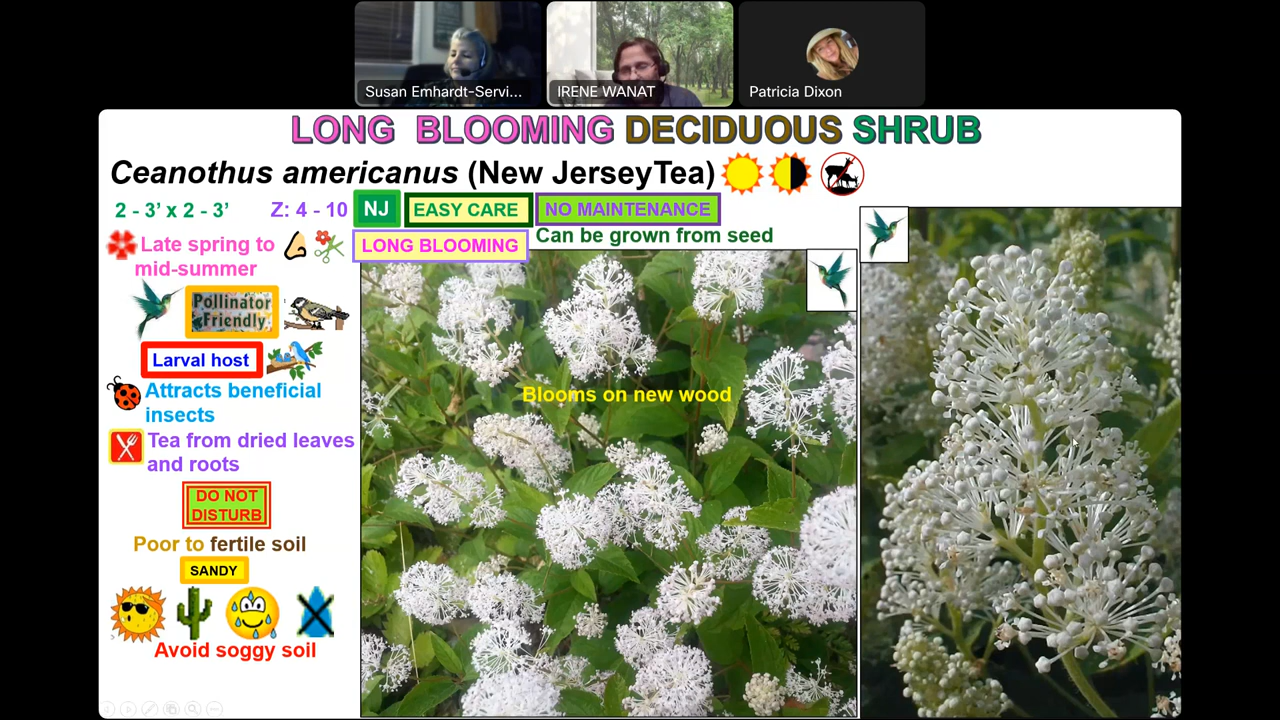 Susan Emhardt-Servi...
IRENE WANAT
Patricia Dixon
LONG BLOOMING DECIDUOUS SHRUB
Ceanothus americanus (New JerseyTea)
2 - 3’ x 2 - 3’
Z: 4 - 10
NJ
EASY CARE
NO MAINTENANCE
Late spring to
mid-summer
LONG BLOOMING
Can be grown from seed
Pollinator
Friendly
Larval host
Attracts beneficial
insects
Blooms on new wood
Tea from dried leaves
and roots
DO NOT
DISTURB
Poor to fertile soil
SANDY
Avoid soggy soil